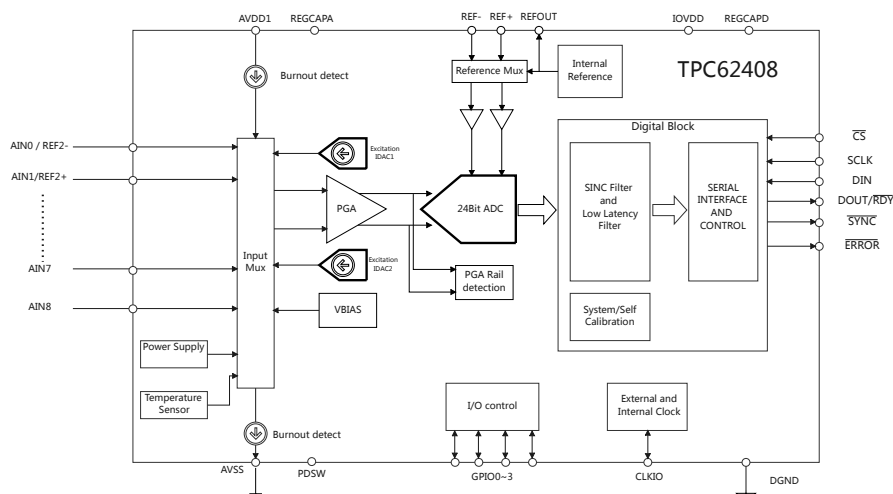 AVDD1 REGCAPA REF- REF+ REFOUT IOVDD REGCAPD
Burnout detect
Reference Mux
Internal
Reference
TPC62408
AIN0 / REF2-
AIN1/REF2+
AIN7
AIN8
Excitation
IDAC1
PGA
24Bit ADC
Input
Mux
Excitation
IDAC2
PGA Rail
detection
VBIAS
Power Supply
Temperature
Sensor
Burnout detect
Digital Block
SINC Filter
and
Low Latency
Filter
SERIAL
INTERFACE
AND
CONTROL
System/Self
Calibration
CS
SCLK
DIN
DOUT/RDY
SYNC
ERROR
I/O control
External and
Internal Clock
AVSS PDSW GPIO0~3 CLKIO DGND